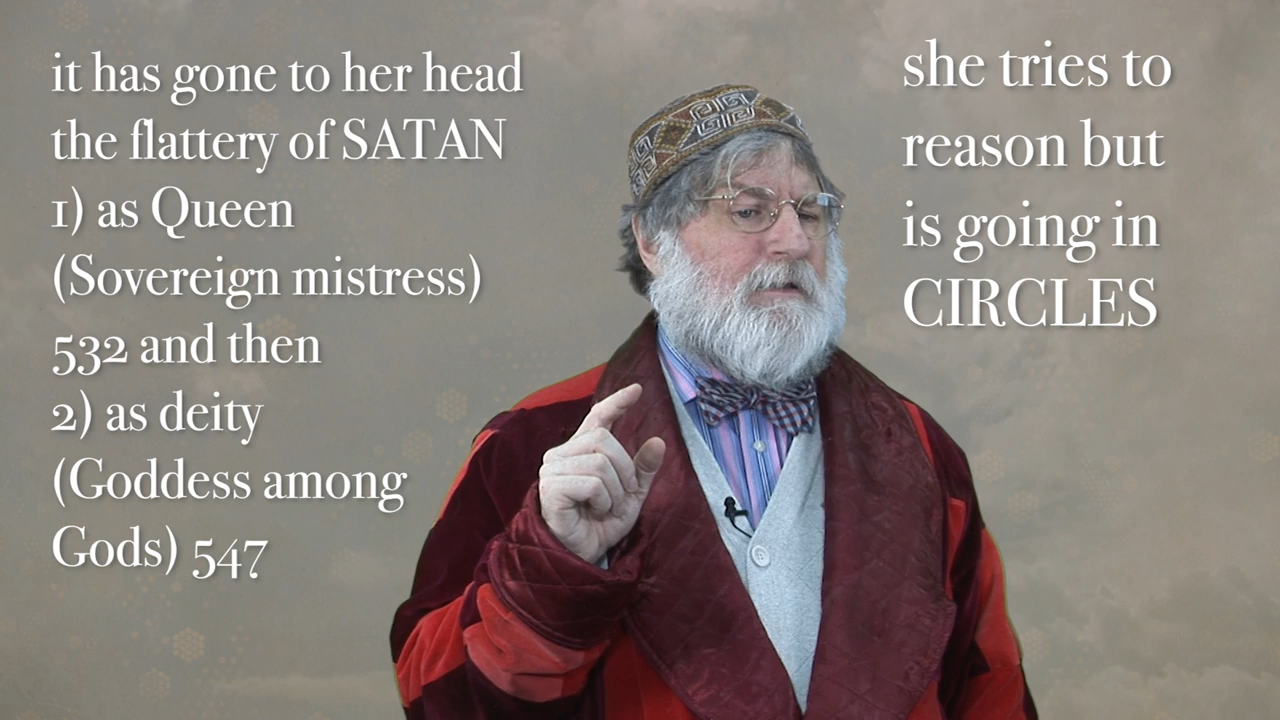 it has gone to her head
the flattery of SATAN
1) as Queen
(Sovereign mistress)
532 and then
2) as deity
(Goddess among
Gods) 547
she tries to
reason but
is going in
CIRCLES